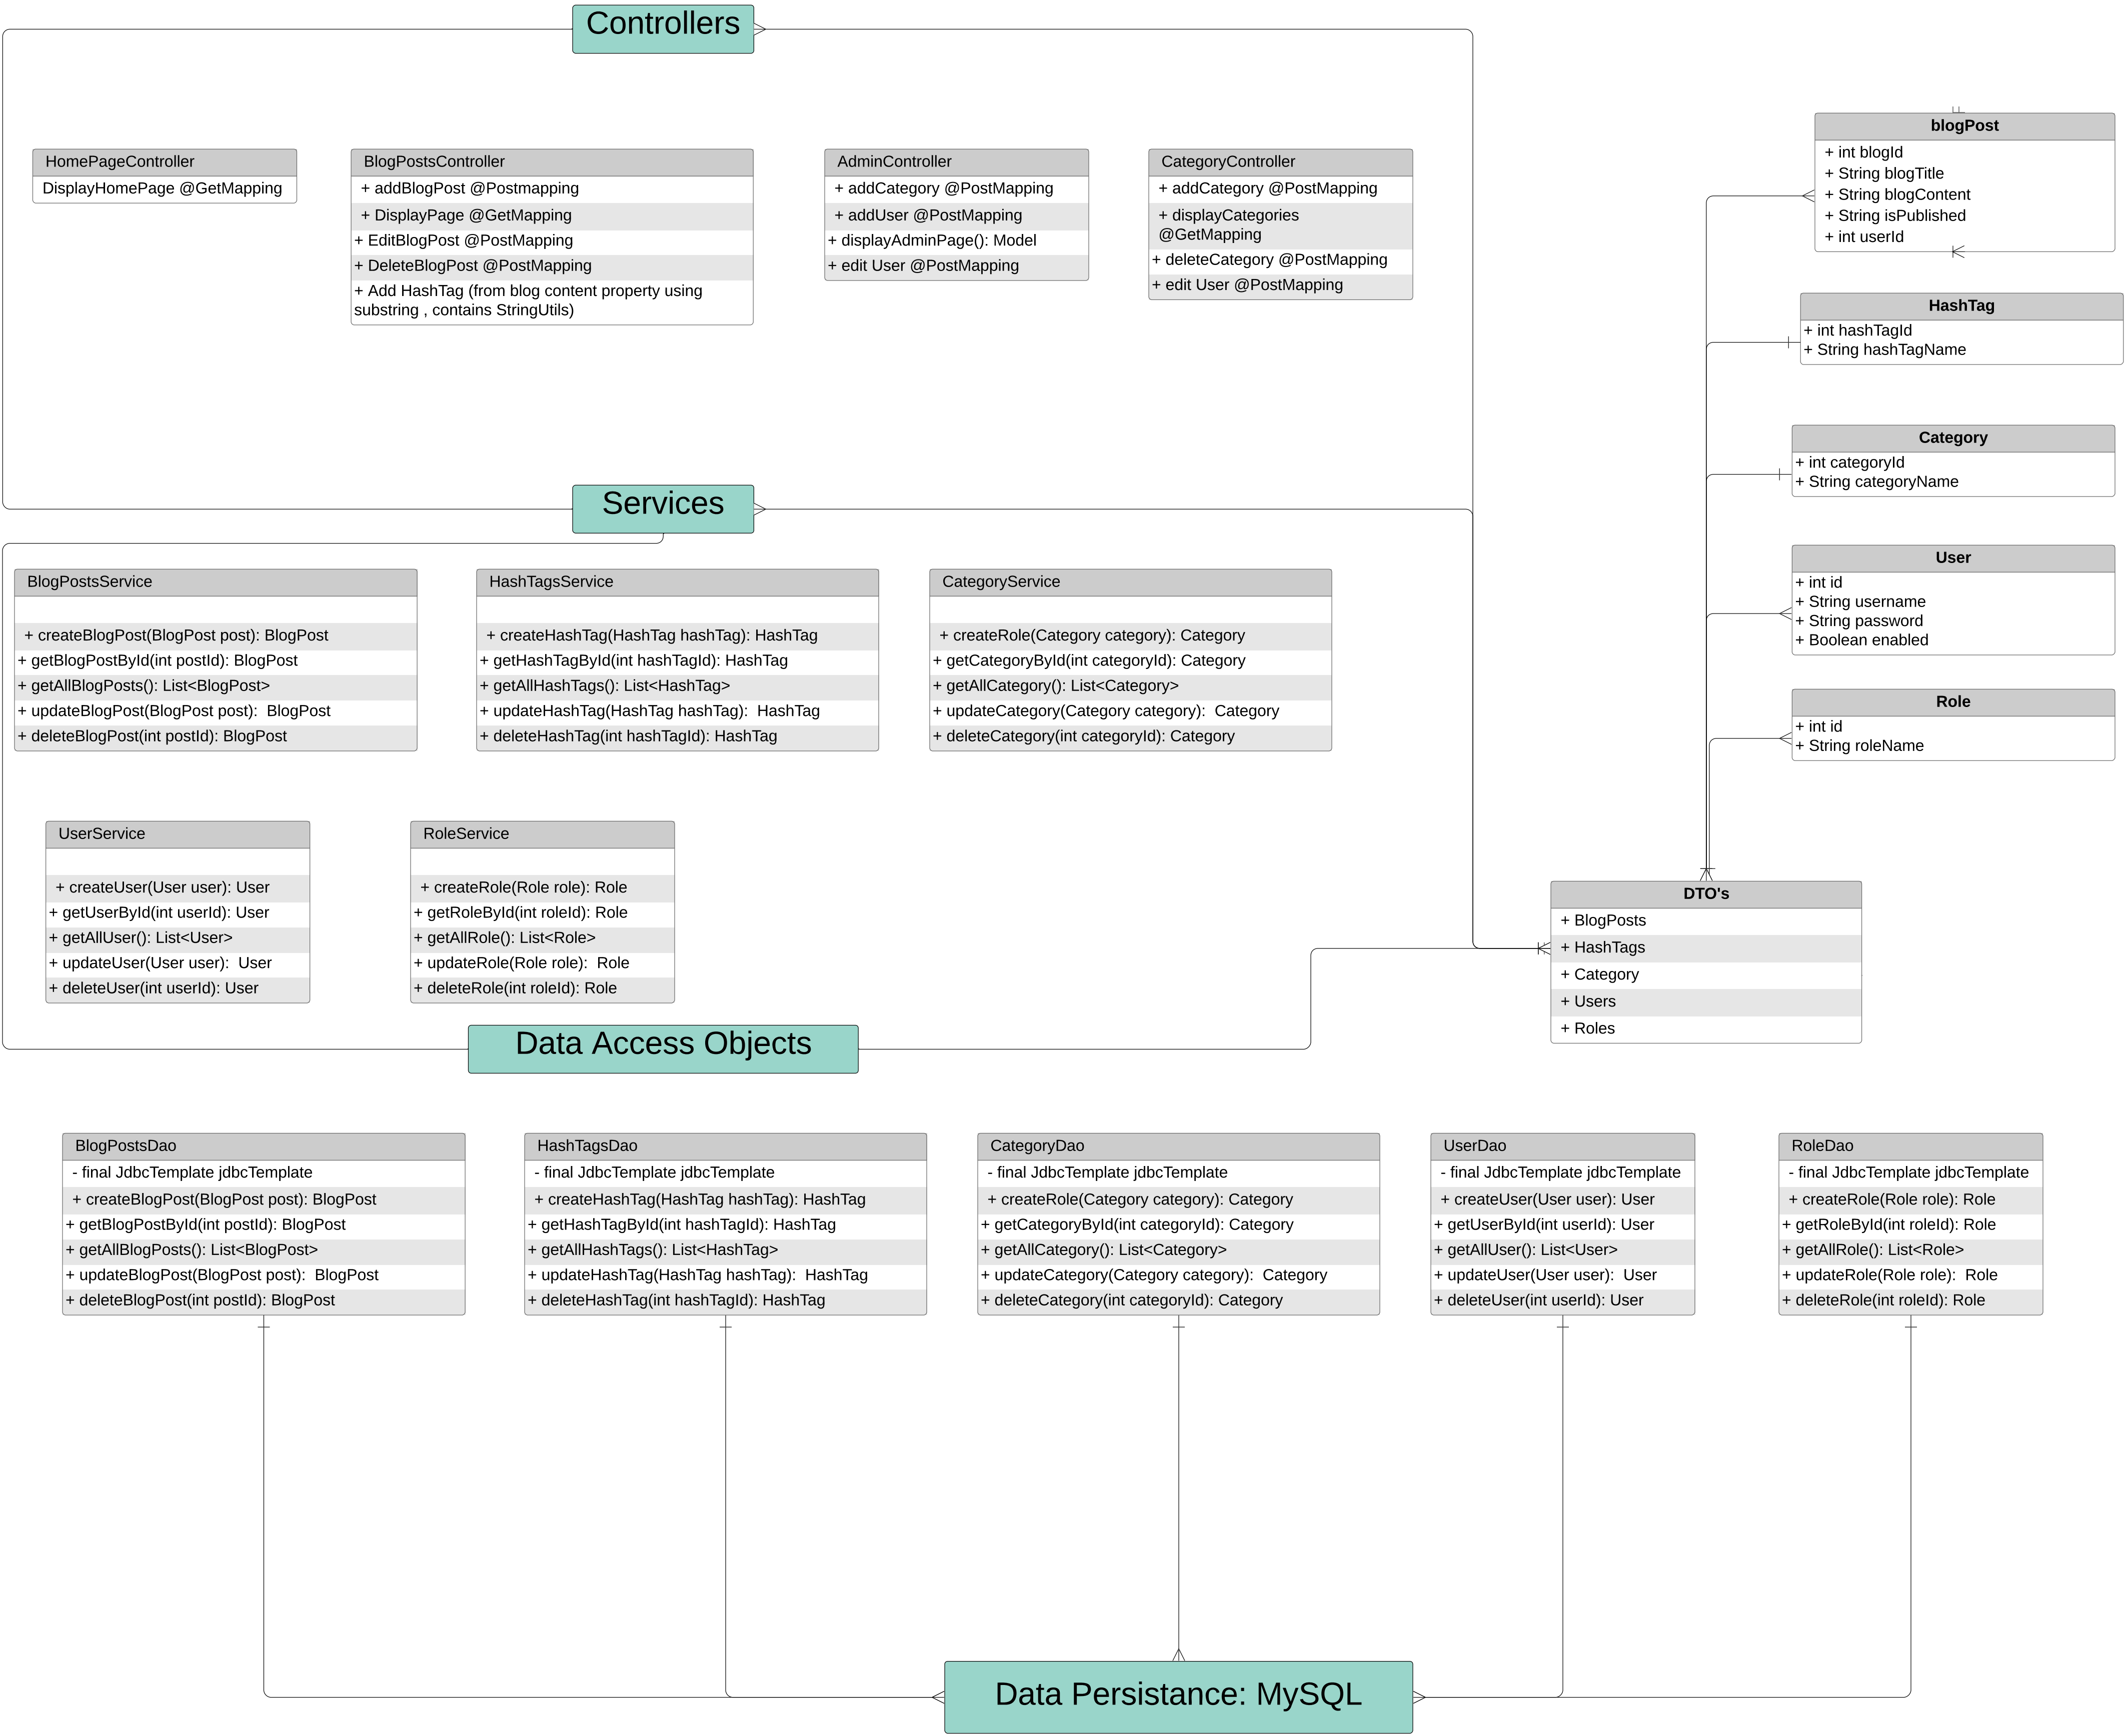 Controllers
HomePageController
DisplayHomePage @GetMapping
BlogPostsController
+ addBlogPost @Postmapping
+ DisplayPage @GetMapping
+ EditBlogPost @PostMapping
+ DeleteBlogPost @PostMapping
+ Add HashTag (from blog content property using
substring , contains StringUtils)
AdminController
+ addCategory @PostMapping
+ addUser @PostMapping
+ displayAdminPage(): Model
+ edit User @PostMapping
CategoryController
+ addCategory @PostMapping
+ displayCategories
@GetMapping
+ deleteCategory @PostMapping
+ edit User @PostMapping
blogPost
+ int blogId
+ String blogTitle
+ String blogContent
+ String isPublished
+ int userId
HashTag
+ int hashTagId
+ String hashTagName
Category
+ int categoryId
+ String categoryName
User
+ int id
+ String username
+ String password
+ Boolean enabled
Role
+ int id
+ String roleName
Services
BlogPostsService
+ createBlogPost(BlogPost post): BlogPost
+ getBlogPostById(int postId): BlogPost
+ getAllBlogPosts(): List<BlogPost>
+ updateBlogPost(BlogPost post):  BlogPost
+ deleteBlogPost(int postId): BlogPost
HashTagsService
+ createHashTag(HashTag hashTag): HashTag
+ getHashTagById(int hashTagId): HashTag
+ getAllHashTags(): List<HashTag>
+ updateHashTag(HashTag hashTag):  HashTag
+ deleteHashTag(int hashTagId): HashTag
CategoryService
+ createRole(Category category): Category
+ getCategoryById(int categoryId): Category
+ getAllCategory(): List<Category>
+ updateCategory(Category category):  Category
+ deleteCategory(int categoryId): Category
UserService
+ createUser(User user): User
+ getUserById(int userId): User
+ getAllUser(): List<User>
+ updateUser(User user):  User
+ deleteUser(int userId): User
RoleService
+ createRole(Role role): Role
+ getRoleById(int roleId): Role
+ getAllRole(): List<Role>
+ updateRole(Role role):  Role
+ deleteRole(int roleId): Role
DTO's
+ BlogPosts
+ HashTags
+ Category
+ Users
+ Roles
Data Access Objects
BlogPostsDao
- final JdbcTemplate jdbcTemplate
+ createBlogPost(BlogPost post): BlogPost
+ getBlogPostById(int postId): BlogPost
+ getAllBlogPosts(): List<BlogPost>
+ updateBlogPost(BlogPost post):  BlogPost
+ deleteBlogPost(int postId): BlogPost
HashTagsDao
- final JdbcTemplate jdbcTemplate
+ createHashTag(HashTag hashTag): HashTag
+ getHashTagById(int hashTagId): HashTag
+ getAllHashTags(): List<HashTag>
+ updateHashTag(HashTag hashTag):  HashTag
+ deleteHashTag(int hashTagId): HashTag
CategoryDao
- final JdbcTemplate jdbcTemplate
+ createRole(Category category): Category
+ getCategoryById(int categoryId): Category
+ getAllCategory(): List<Category>
+ updateCategory(Category category):  Category
+ deleteCategory(int categoryId): Category
UserDao
- final JdbcTemplate jdbcTemplate
+ createUser(User user): User
+ getUserById(int userId): User
+ getAllUser(): List<User>
+ updateUser(User user):  User
+ deleteUser(int userId): User
RoleDao
- final JdbcTemplate jdbcTemplate
+ createRole(Role role): Role
+ getRoleById(int roleId): Role
+ getAllRole(): List<Role>
+ updateRole(Role role):  Role
+ deleteRole(int roleId): Role
Data Persistance: MySQL